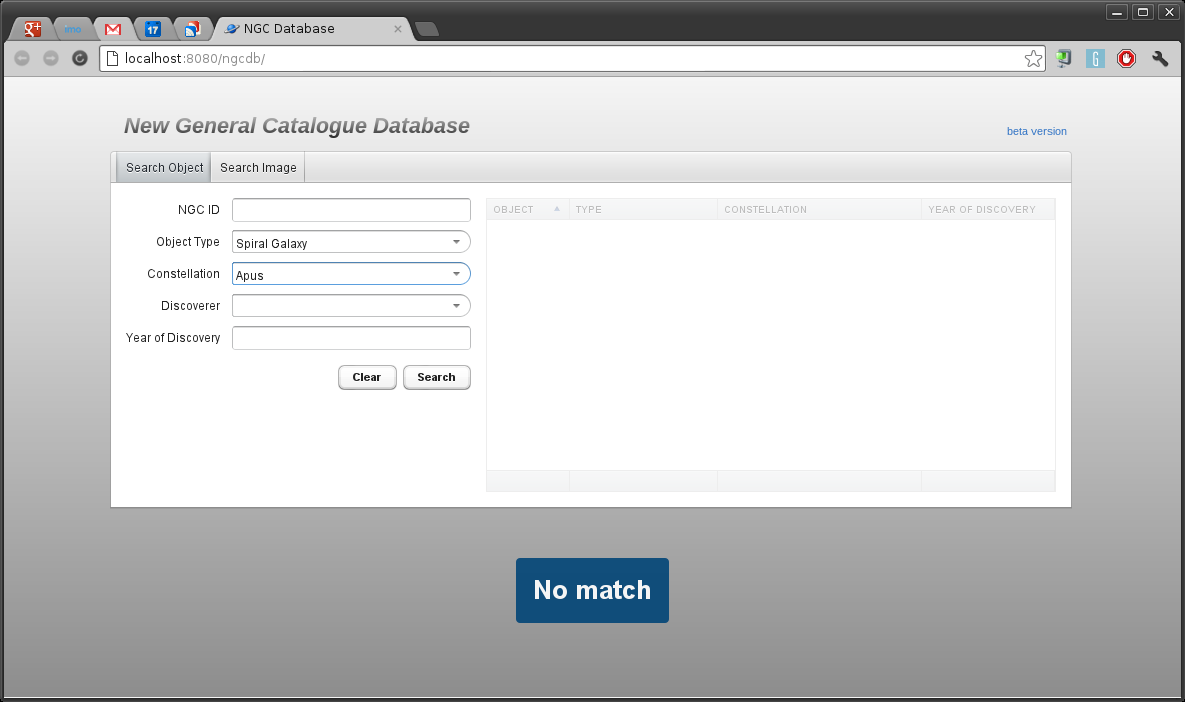 g+
rmo
17
NGC Database
localhost:8080/ngcdb/
G
New General Catalogue Database
beta version
Search Object
Search Image
NGC ID
Object Type
Spiral Galaxy
Constellation
Apus
Discoverer
Year of Discovery
Clear
Search
OBJECT
TYPE
CONSTELLATION
YEAR OF DISCOVERY
No match